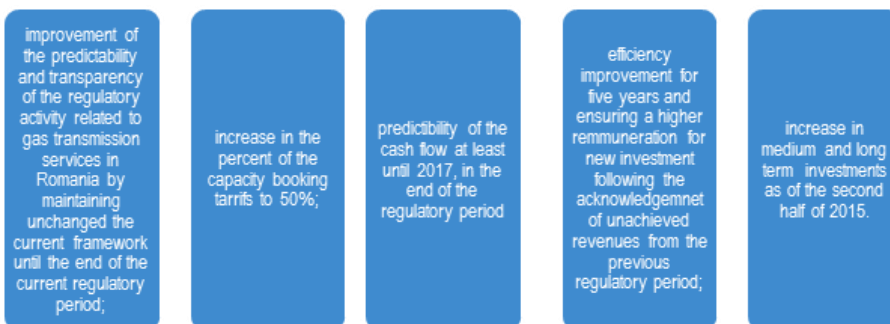 improvement of
the predictability
and transparency
of the regulatory
activity related to
gas transmission
services in
Romania by
maintaining
unchanged the
current framework
until the end of the
current regulatory
period;
increase in the
percent of the
capacity booking
tarrifs to 50%;
predictibility of the
cash flow at least
until 2017, in the
end of the
regulatory period
efficiency
improvement for
five years and
ensuring a higher
remmuneration for
new investment
following the
acknowledgemnet
of unachieved
revenues from the
previous
regulatory period;
increase in
medium and long
term investments
as of the second
half of 2015.